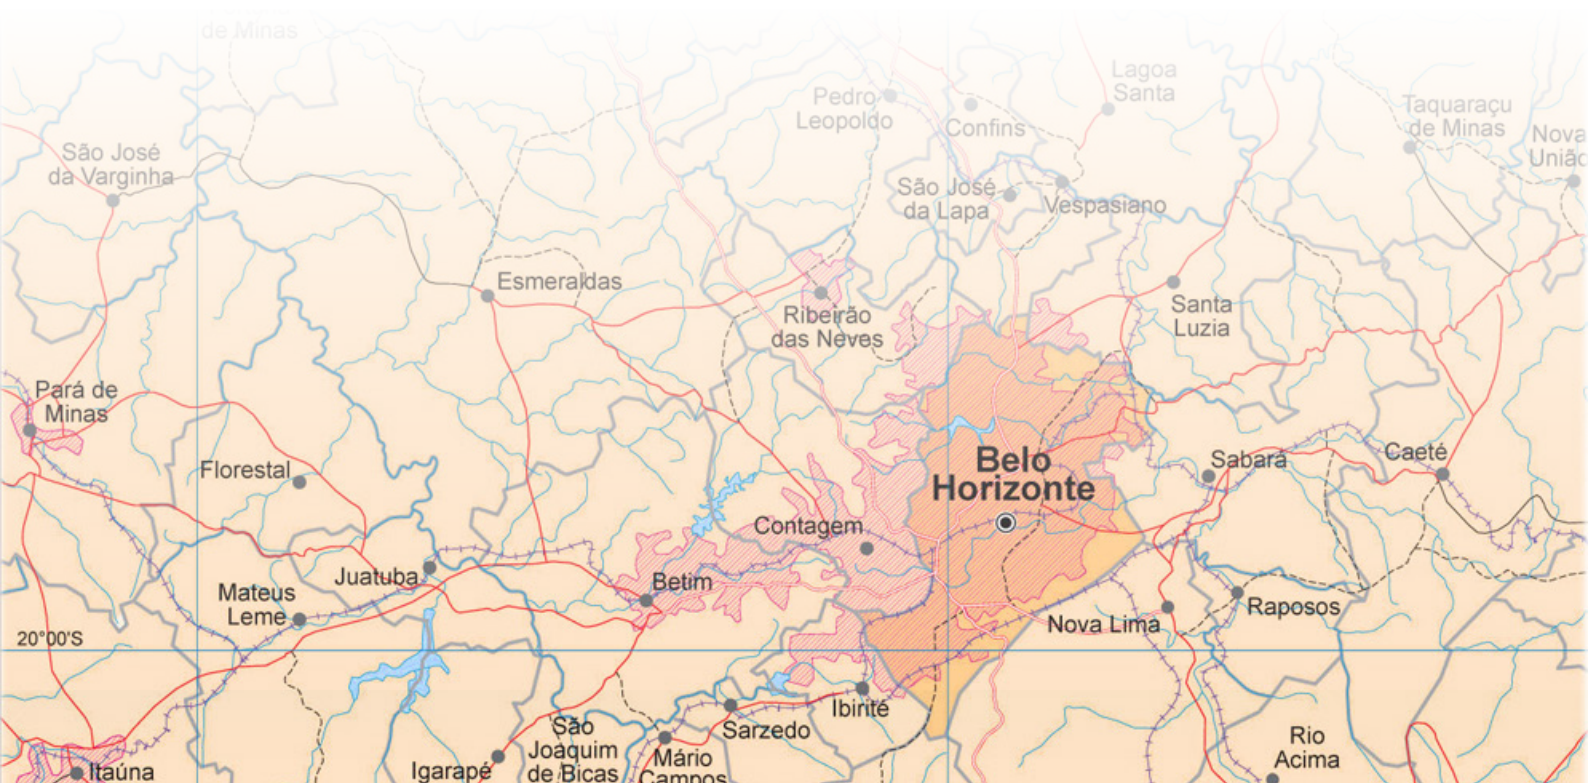 de Minas
Lagoa
Santa
Pedro
Leopoldo
Confins
Taquaraçu
de Minas
Nova
União
São José
da Varginha
São José
da Lapa
Vespasiano
Esmeraldas
Santa
Luzia
Ribeirão
das Neves
Pará de
Minas
Florestal
Belo
Horizonte
Sabará
Caeté
Contagem
Juatuba
Betim
Mateus
Leme
Raposos
Nova Lima
20°00'S
Ibirité
Sarzedo
São
Joaquim
de Bicas
Mário
Campos
Igarapé
Itaúna
Rio
Acima